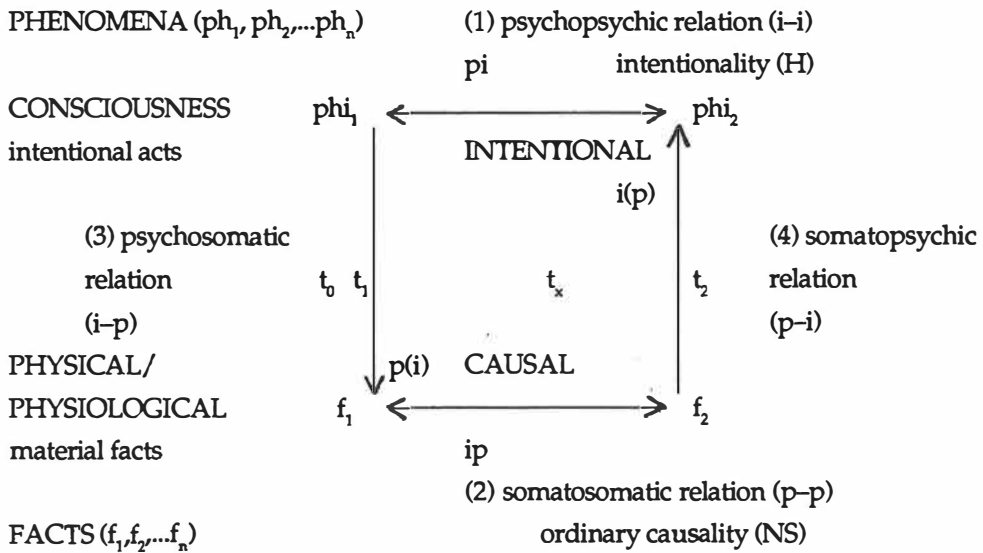 PHENOMENA (ph₁, ph₂,...phₙ) (1) psychopsychic relation (i–i)
pi intentionality (H)
CONSCIOUSNESS phi₁ phi₂
intentional acts INTENTIONAL
i(p)
(3) psychosomatic (4) somatopsychic
relation t₀ t₁ tₓ t₂ relation
(i–p) (p–i)
PHYSICAL/ p(i) CAUSAL
PHYSIOLOGICAL f₁ f₂
material facts ip
(2) somatosomatic relation (p–p)
FACTS (f₁,f₂,...fₙ) ordinary causality (NS)